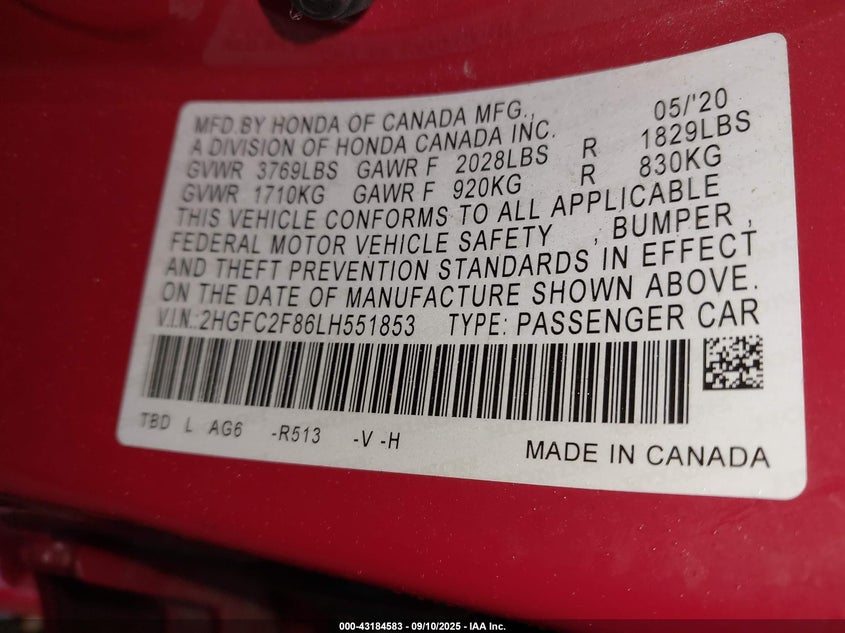 MFD.BY HONDA OF CANADA MFG., 05/'20
A DIVISION OF HONDA CANADA INC.
GVWR 3769LBS GAWR F 2028LBS R 1829LBS
GVWR 1710KG GAWR F 920KG R 830KG
THIS VEHICLE CONFORMS TO ALL APPLICABLE
FEDERAL MOTOR VEHICLE SAFETY , BUMPER ,
AND THEFT PREVENTION STANDARDS IN EFFECT
ON THE DATE OF MANUFACTURE SHOWN ABOVE.
V.I.N.:2HGFC2F86LH551853 TYPE: PASSENGER CAR
TBD L AG6 -R513 -V -H
MADE IN CANADA
000-43184583 - 09/10/2025 - IAA Inc.